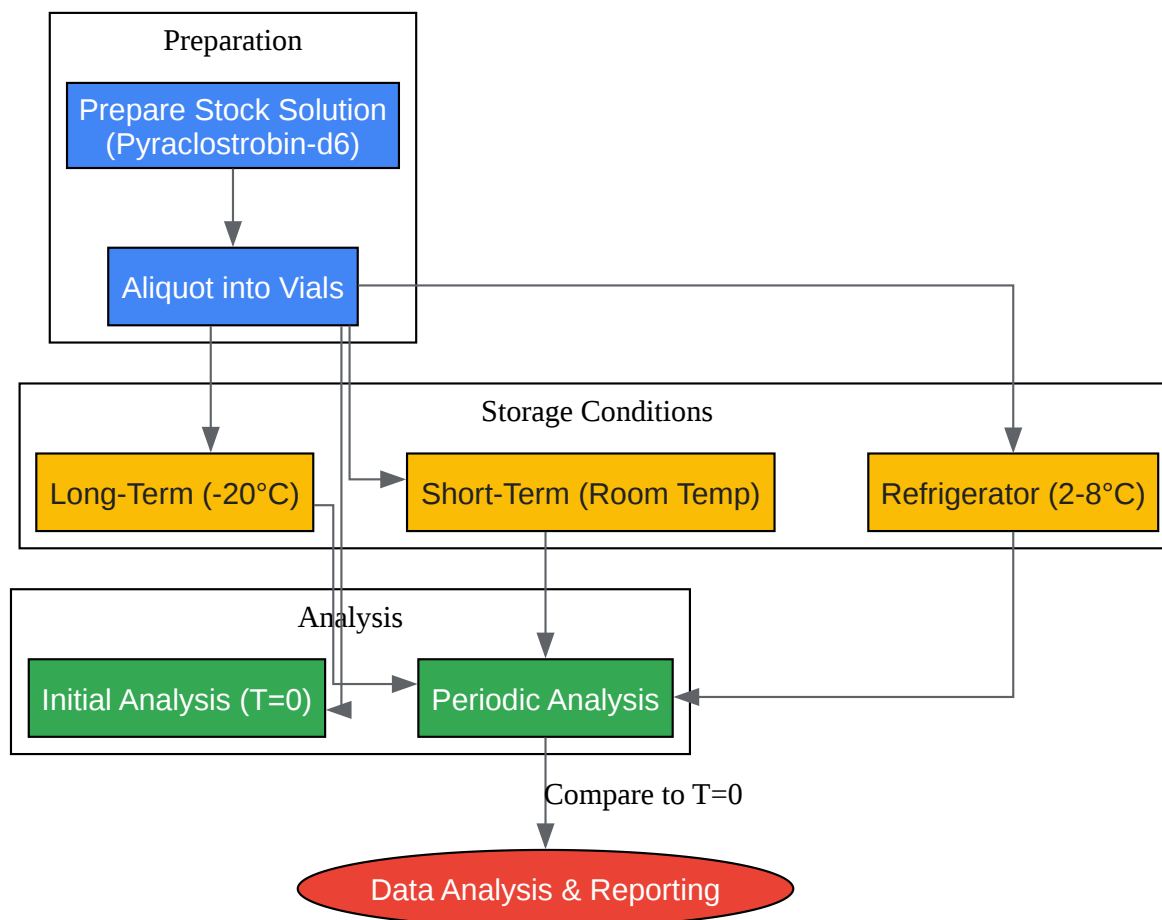 Preparation
Prepare Stock Solution
(Pyraclostrobin-d6)
Aliquot into Vials
Storage Conditions
Long-Term (-20°C)
Short-Term (Room Temp)
Refrigerator (2-8°C)
Analysis
Initial Analysis (T=0)
Periodic Analysis
Compare to T=0
Data Analysis & Reporting